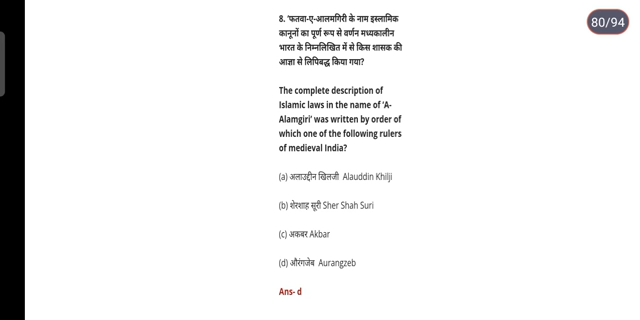 80/94
8. 'फतवा-ए-आलमगिरी के नाम इस्लामिक
कानूनों का पूर्ण रूप से वर्णन मध्यकालीन
भारत के निम्नलिखित में से किस शासक की
आज्ञा से लिपिबद्ध किया गया?
The complete description of
Islamic laws in the name of 'A-
Alamgiri' was written by order of
which one of the following rulers
of medieval India?
(a) अलाउद्दीन खिलजी Alauddin Khilji
(b) शेरशाह सूरी Sher Shah Suri
(c) अकबर Akbar
(d) औरंगजेब Aurangzeb
Ans- d